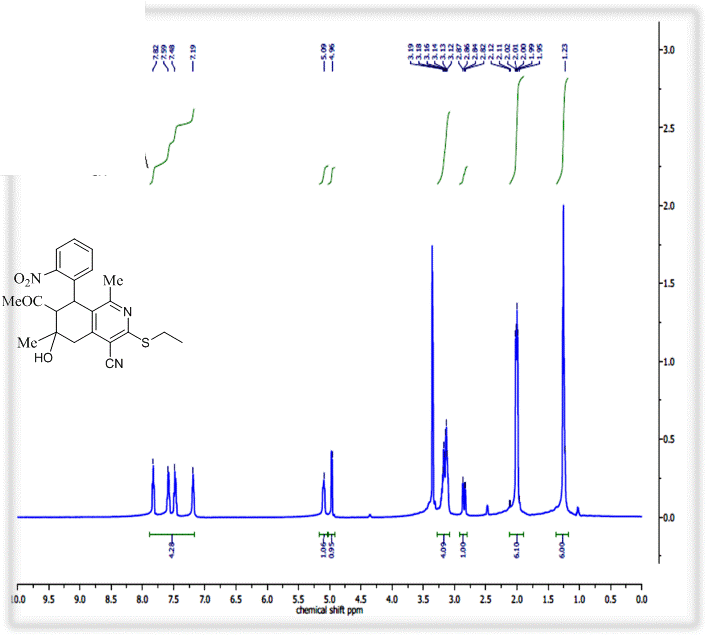 7.82 7.59 7.48 7.19 5.09 4.96 3.19 3.18 3.16 3.14 3.13 3.12 2.87 2.86 2.84 2.82 2.12 2.11 2.02 2.01 2.00 1.99 1.95 1.23
3.0
2.5
2.0
1.5
1.0
0.5
0.0
O₂N
MeOC
Me
N
Me
HO
S
CN
4.28 1.06 0.95 4.09 1.00 6.10 6.00
10.0 9.5 9.0 8.5 8.0 7.5 7.0 6.5 6.0 5.5 5.0 4.5 4.0 3.5 3.0 2.5 2.0 1.5 1.0 0.5 0.0
chemical shift ppm